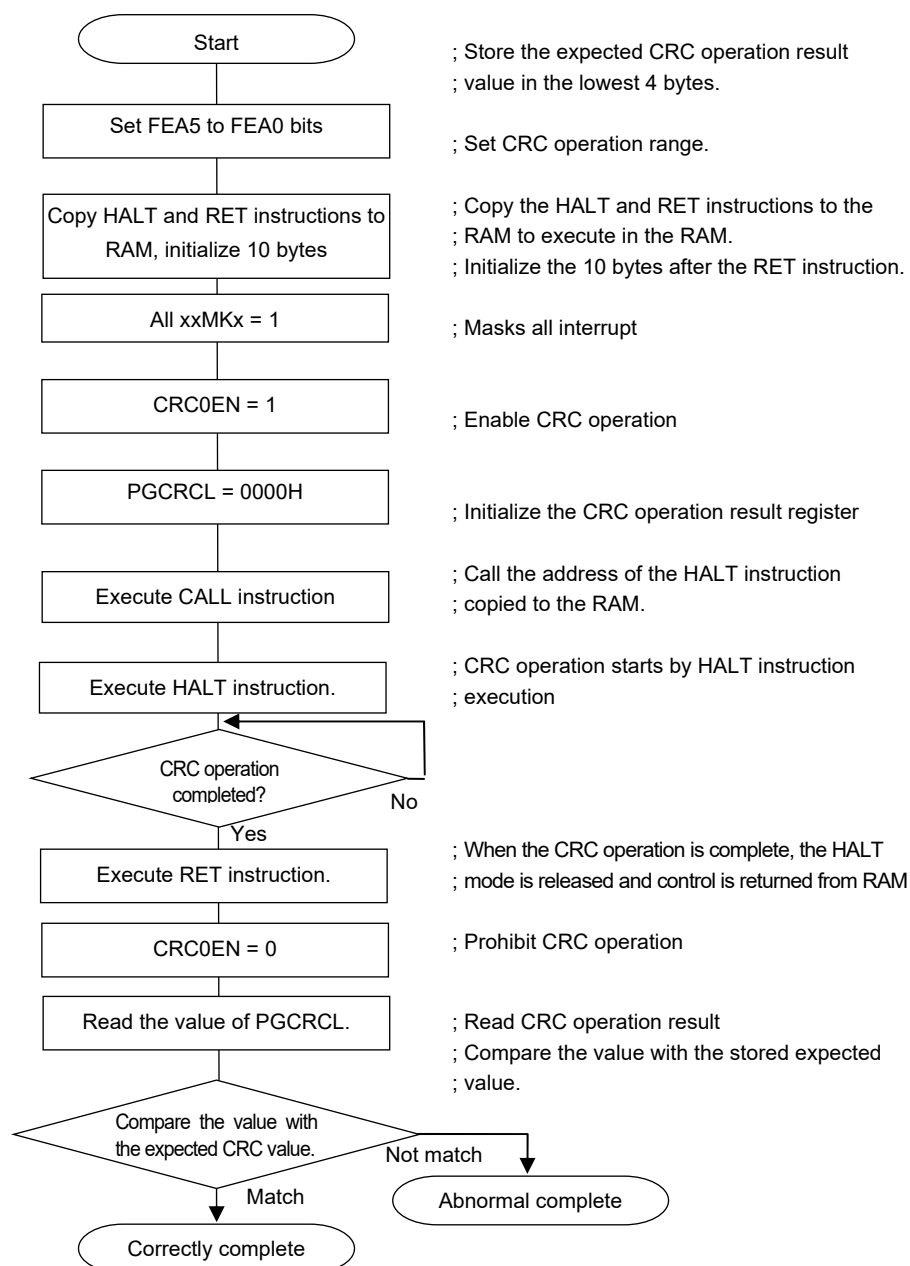 Start
; Store the expected CRC operation result
; value in the lowest 4 bytes.
Set FEA5 to FEA0 bits
; Set CRC operation range.
Copy HALT and RET instructions to
RAM, initialize 10 bytes
; Copy the HALT and RET instructions to the
; RAM to execute in the RAM.
; Initialize the 10 bytes after the RET instruction.
All xxMKx = 1
; Masks all interrupt
CRC0EN = 1
; Enable CRC operation
PGCRCL = 0000H
; Initialize the CRC operation result register
Execute CALL instruction
; Call the address of the HALT instruction
; copied to the RAM.
Execute HALT instruction.
; CRC operation starts by HALT instruction
; execution
CRC operation
completed?
No
Yes
Execute RET instruction.
; When the CRC operation is complete, the HALT
; mode is released and control is returned from RAM
CRC0EN = 0
; Prohibit CRC operation
Read the value of PGCRCL.
; Read CRC operation result
; Compare the value with the stored expected
; value.
Compare the value with
the expected CRC value.
Not match
Match
Abnormal complete
Correctly complete